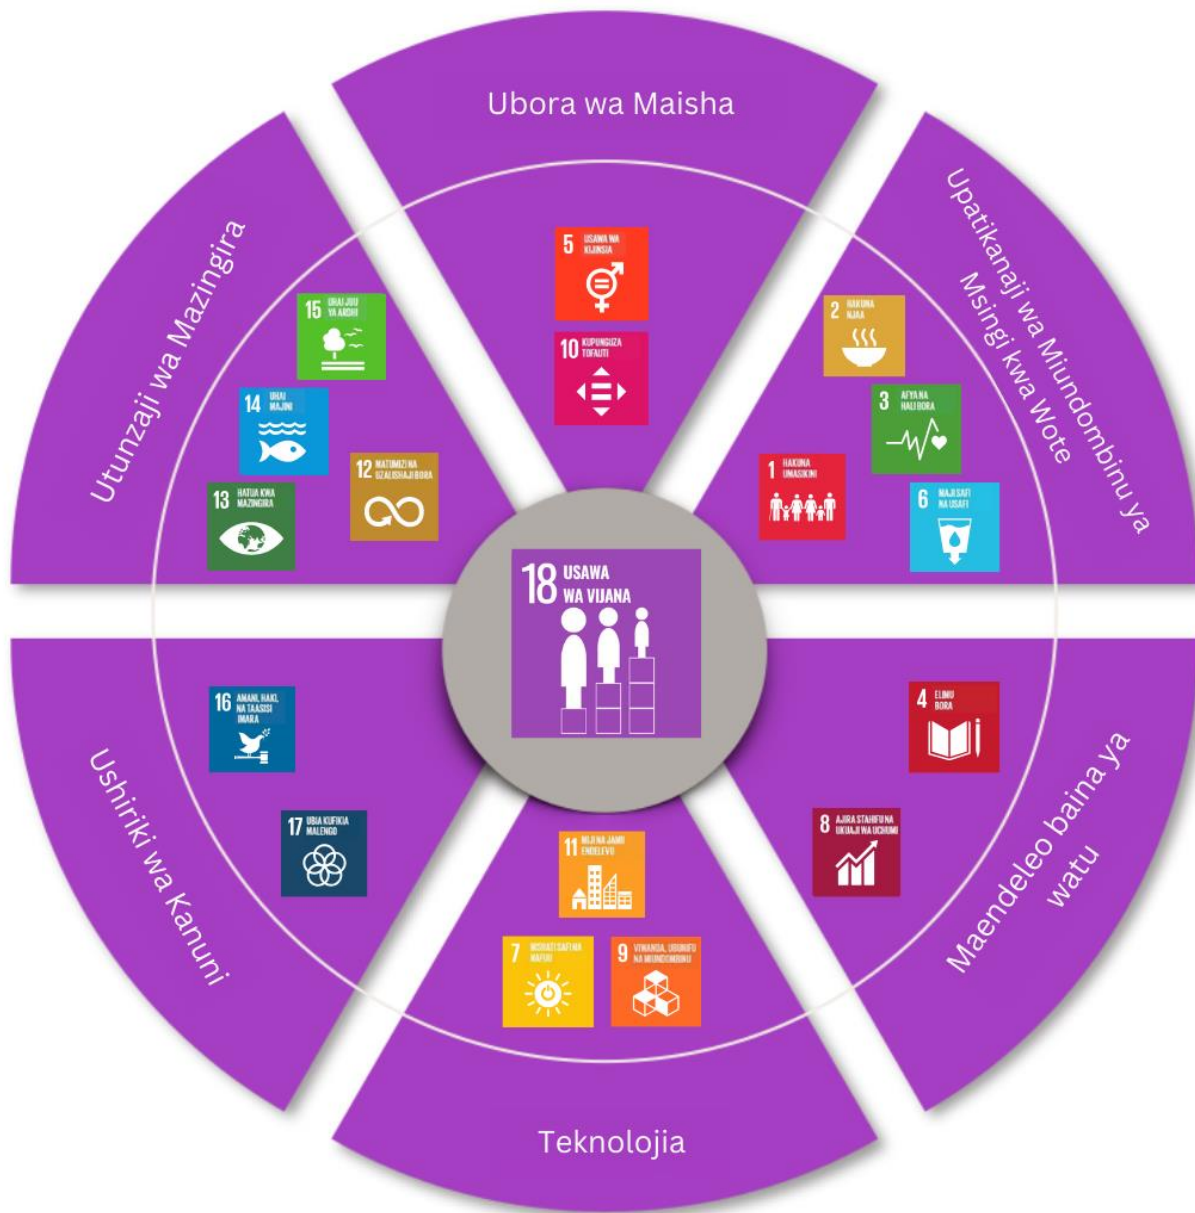 Ubora wa Maisha
5 USAWA WA
KIJINSIA
10 KUPUNGUZA
TOFAUTI
Upatikanaji wa Miundombinu ya
Msingi kwa Wote
2 HAKUNA
NJAA
3 AFYA NA
HALI BORA
1 HAKUNA
UMASIKINI
6 MAJI SAFI
NA USAFI
Maendeleo baina ya
watu
4 ELIMU
BORA
8 AJIRA STAHIFU NA
UKUAJI WA UCHUMI
Teknolojia
11 MIJI NA JAMII
ENDELEVU
7 NISHATI SAFI NA
NAFUU
9 VIWANDA, UBUNIFU
NA MIUNDOMBINU
Ushiriki wa Kanuni
16 AMANI, HAKI,
NA TAASISI
IMARA
17 UBIA KUFIKIA
MALENGO
Utunzaji wa Mazingira
15 UHAI JUU
YA ARDHI
14 UHAI
MAJINI
12 MATUMIZI NA
UZALISHAJI BORA
13 HATUA KWA
MAZINGIRA
18 USAWA
WA VIJANA